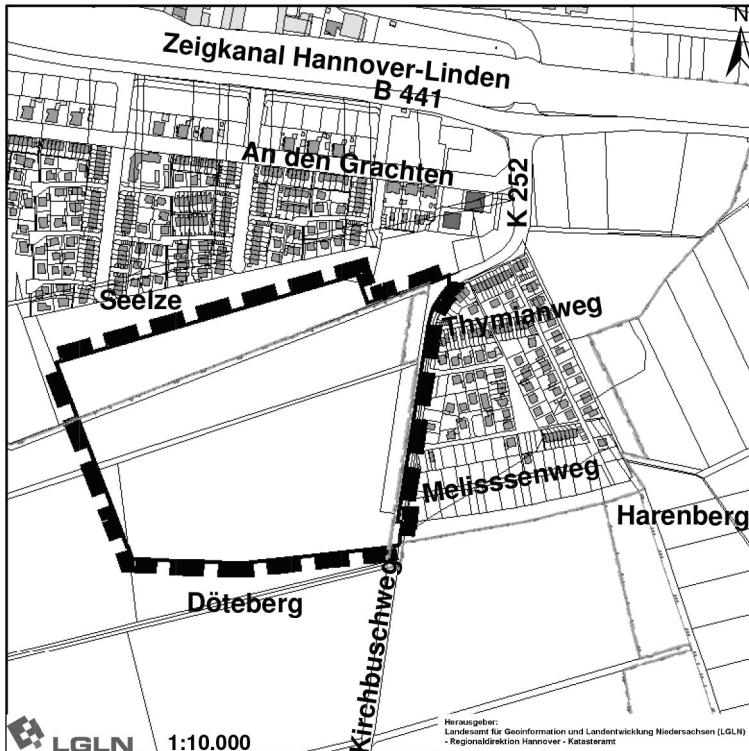 N
Zeigkanal Hannover-Linden
B 441
An den Grachten
K 252
Seelze
Thymianweg
Melisssenweg
Harenberg
Döteberg
Kirchbuschweg
LGLN
1:10.000
Herausgeber:
Landesamt für Geoinformation und Landentwicklung Niedersachsen (LGLN)
- Regionaldirektion Hannover - Katasteramt